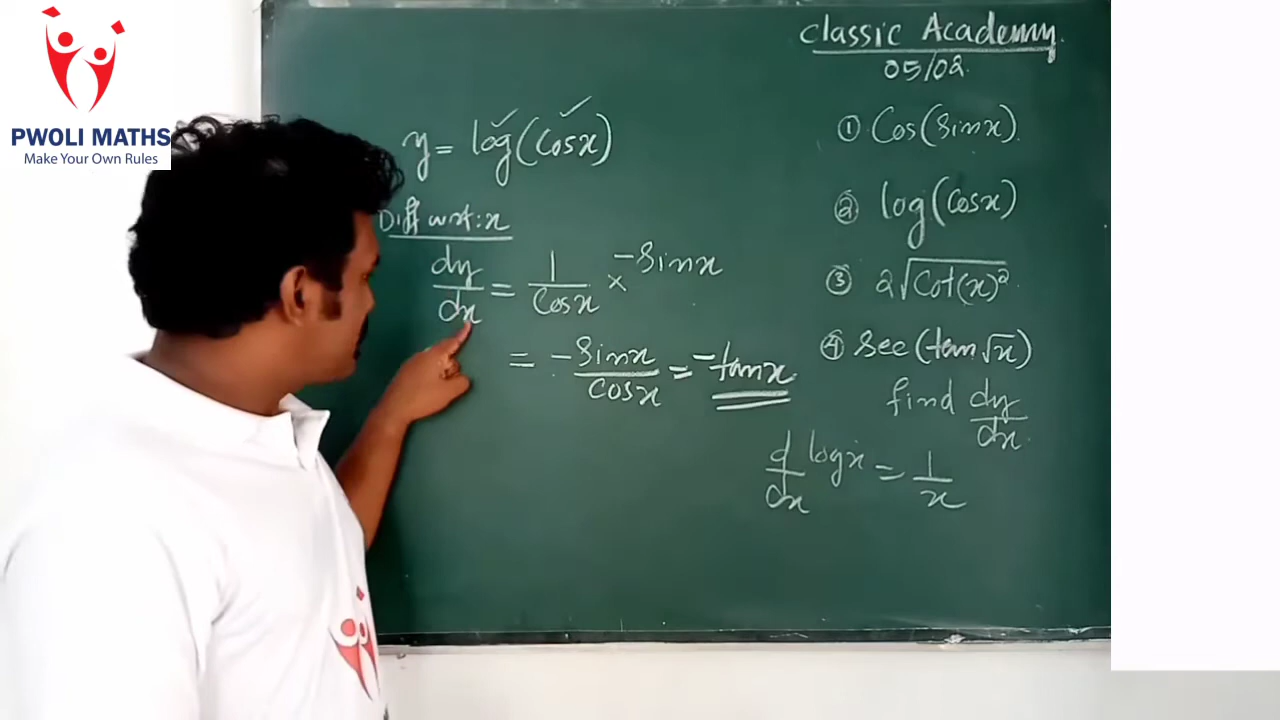 PWOLI MATHS
Make Your Own Rules
y = log(cosx)
Diff w.r.t: x
dy/dx = 1/cosx × -sinx
= -sinx/cosx = -tanx
Classic Academy
05/02
① Cos(sinx)
② log(cosx)
③ 2√Cot(x)²
④ Sec(tan√x)
find dy/dx
d/dx logx = 1/x